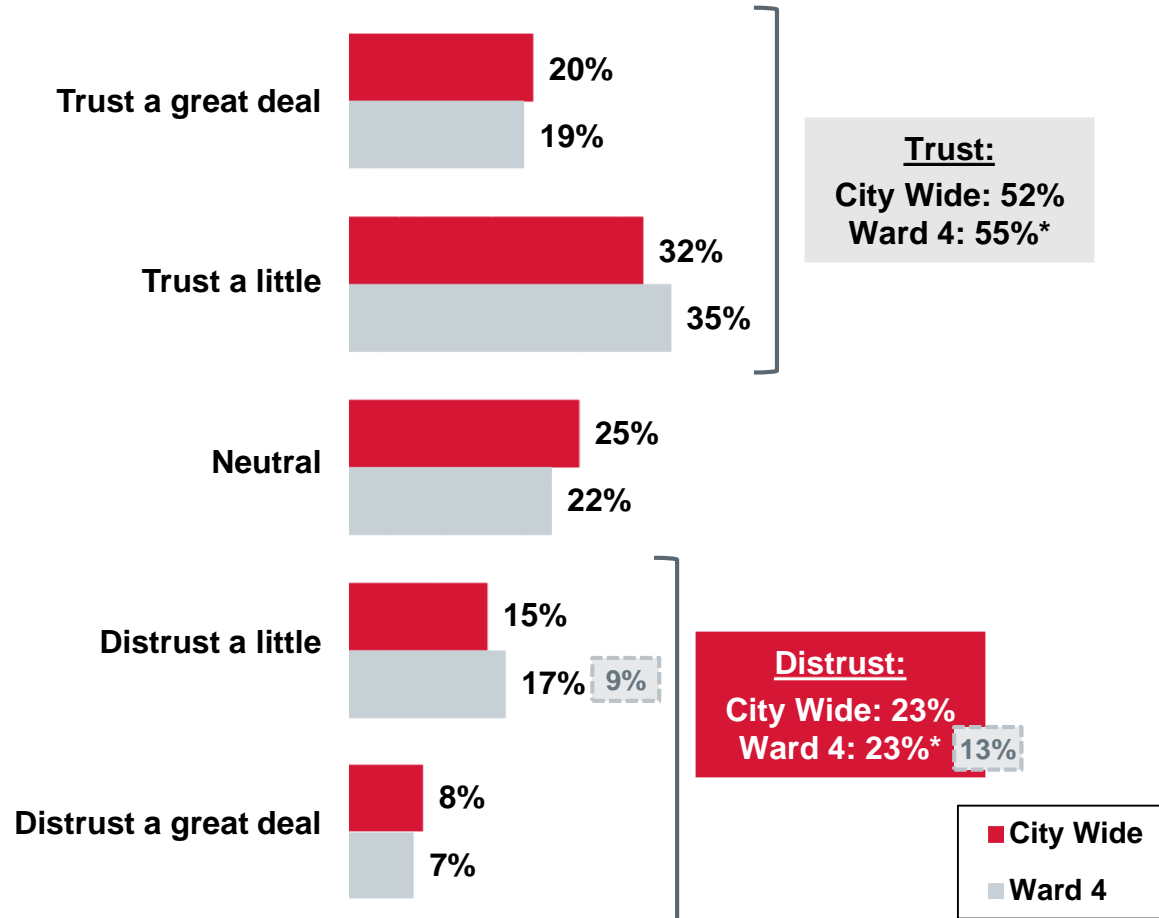 Trust a great deal
20%
19%
Trust:
City Wide: 52%
Ward 4: 55%*
Trust a little
32%
35%
Neutral
25%
22%
Distrust a little
15%
17%
9%
Distrust:
City Wide: 23%
Ward 4: 23%*
13%
Distrust a great deal
8%
7%
City Wide
Ward 4